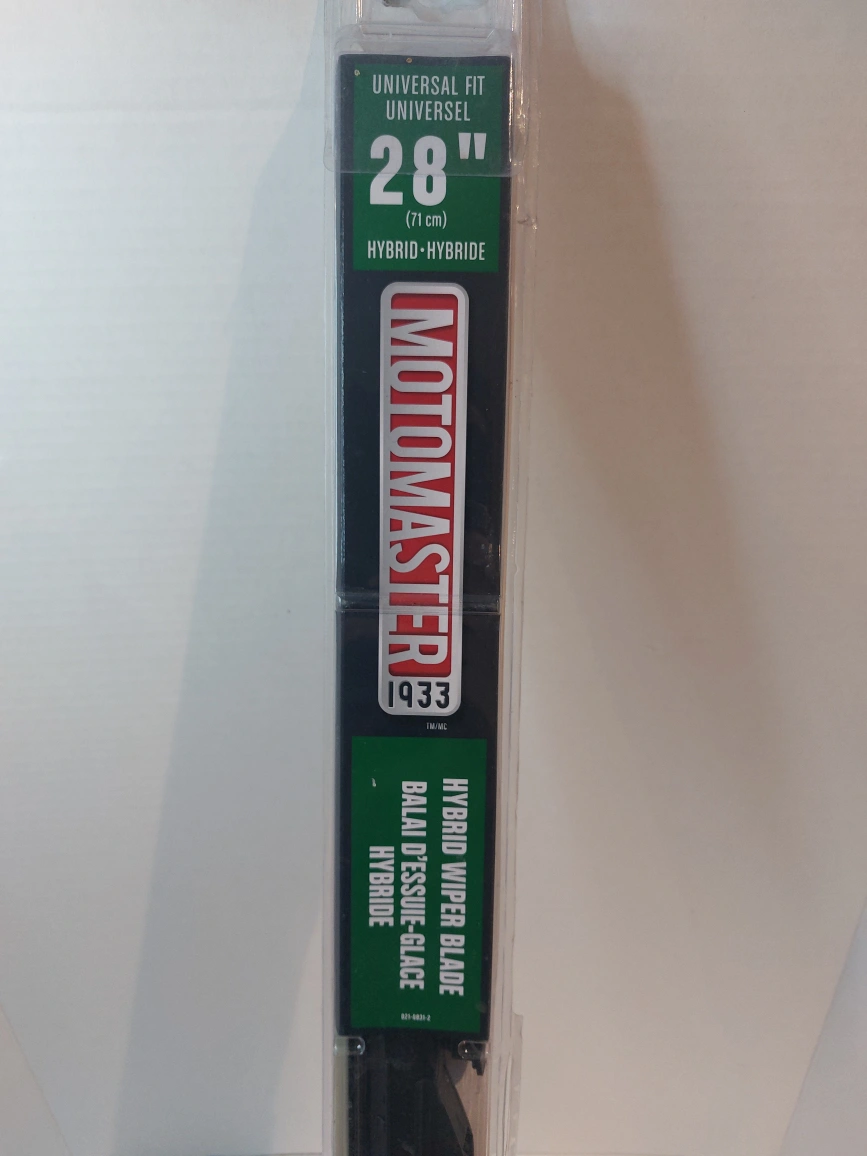 UNIVERSAL FIT
UNIVERSEL
28"
(71 cm)
HYBRID•HYBRIDE
MOTOMASTER
1933
TM/MC
HYBRID WIPER BLADE
BALAI D'ESSUIE-GLACE
HYBRIDE